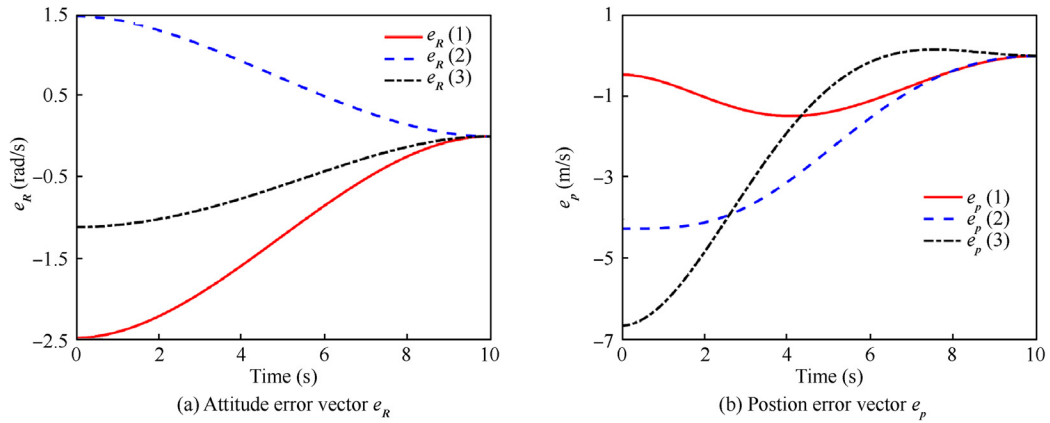 1.5
0.5
−0.5
−1.5
−2.5
e_R (rad/s)
e_R (1)
e_R (2)
e_R (3)
0 2 4 6 8 10
Time (s)
(a) Attitude error vector e_R
1
−1
−3
−5
−7
e_p (m/s)
e_p (1)
e_p (2)
e_p (3)
0 2 4 6 8 10
Time (s)
(b) Postion error vector e_p